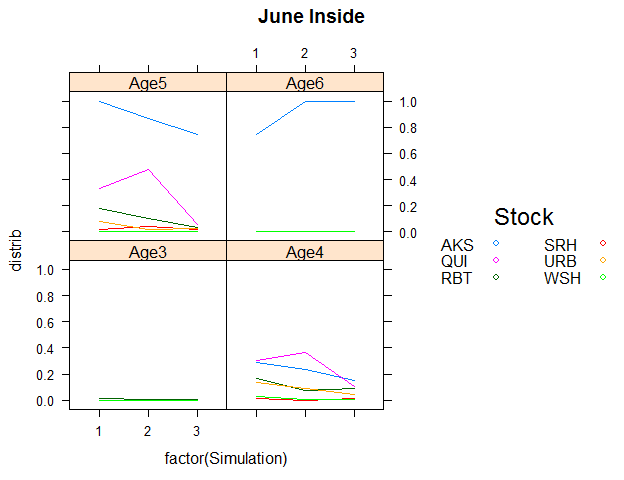 June Inside
1 2 3
Age5 Age6
1.0
0.8
0.6
0.4
0.2
0.0
distrib
Age3 Age4
1.0
0.8
0.6
0.4
0.2
0.0
1 2 3
factor(Simulation)
Stock
AKS SRH
QUI URB
RBT WSH